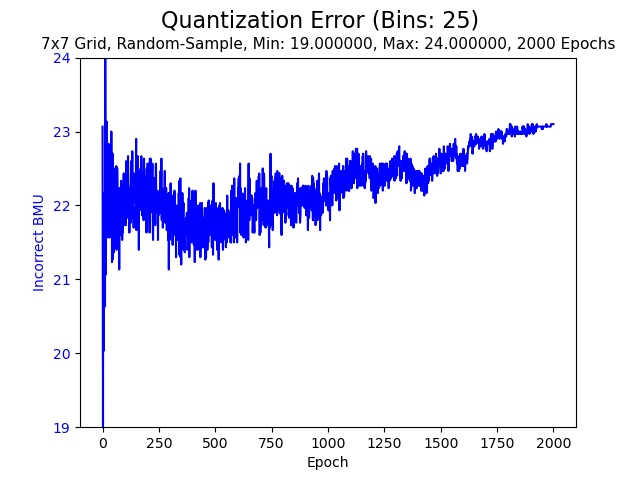 Quantization Error (Bins: 25)
7x7 Grid, Random-Sample, Min: 19.000000, Max: 24.000000, 2000 Epochs
24
23
22
21
20
19
Incorrect BMU
0 250 500 750 1000 1250 1500 1750 2000
Epoch